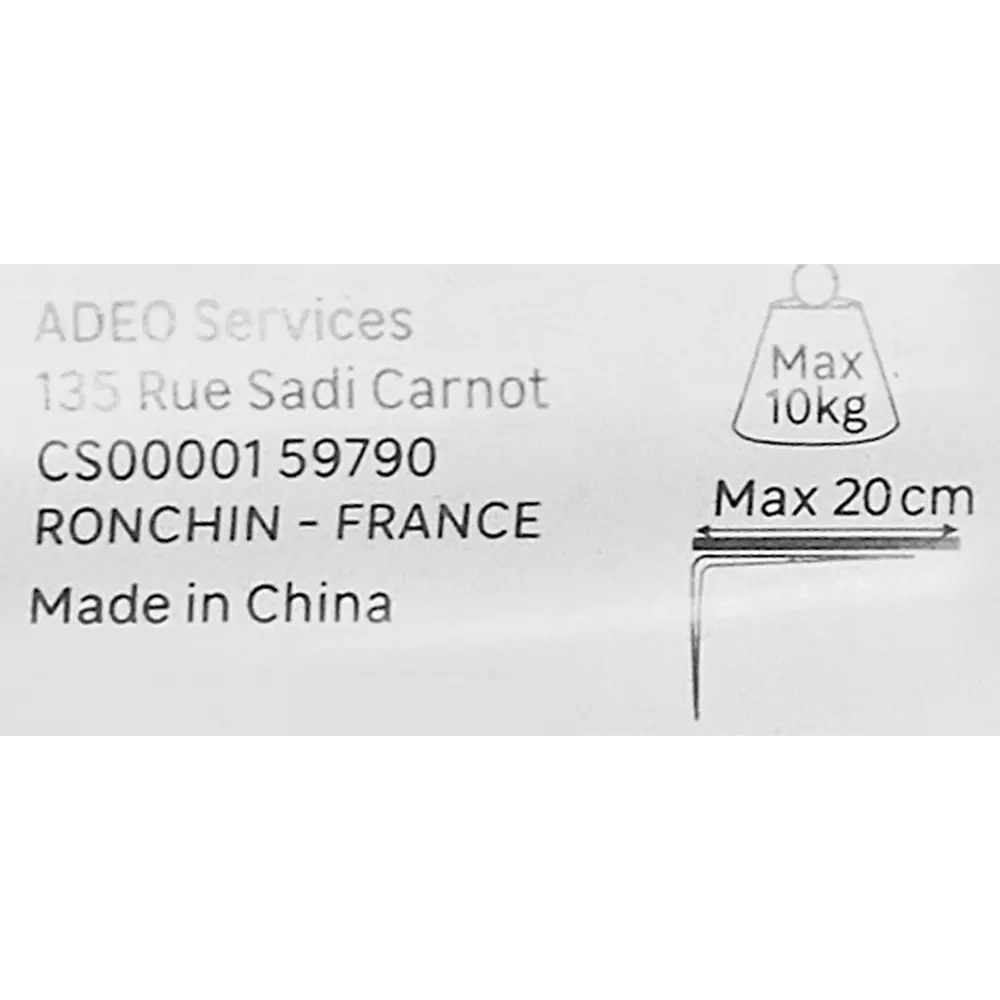 ADEO Services
135 Rue Sadi Carnot
CS00001 59790
RONCHIN - FRANCE
Made in China
Max
10kg
Max 20cm